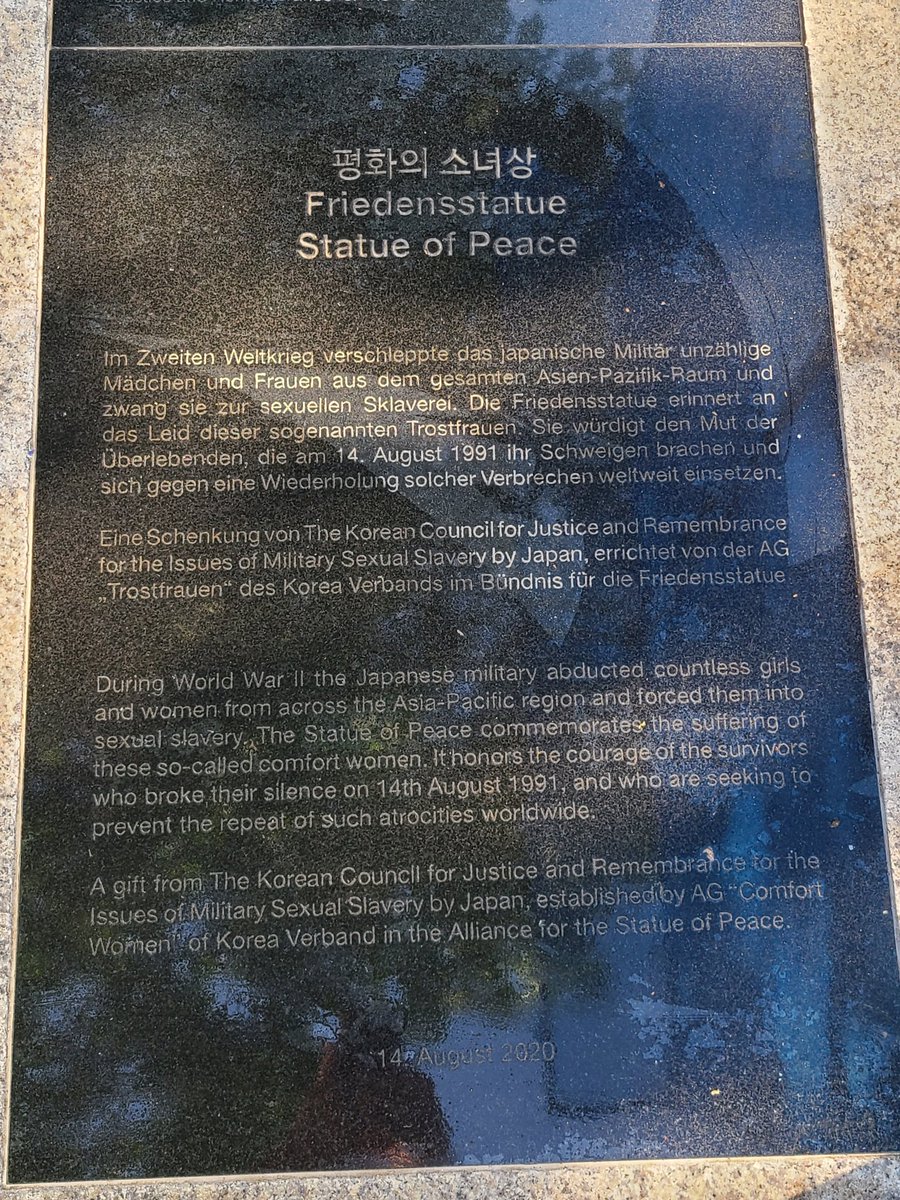 평화의 소녀상
Friedensstatue
Statue of Peace
Im Zweiten Weltkrieg verschleppte das japanische Militär unzählige
Mädchen und Frauen aus dem gesamten Asien-Pazifik-Raum und
zwang sie zur sexuellen Sklaverei. Die Friedensstatue erinnert an
das Leid dieser sogenannten Trostfrauen. Sie würdigt den Mut der
Überlebenden, die am 14. August 1991 ihr Schweigen brachen und
sich gegen eine Wiederholung solcher Verbrechen weltweit einsetzen.
Eine Schenkung von The Korean Council for Justice and Remembrance
for the Issues of Military Sexual Slavery by Japan, errichtet von der AG
„Trostfrauen“ des Korea Verbands im Bündnis für die Friedensstatue
During World War II the Japanese military abducted countless girls
and women from across the Asia-Pacific region and forced them into
sexual slavery. The Statue of Peace commemorates the suffering of
these so-called comfort women. It honors the courage of the survivors
who broke their silence on 14th August 1991, and who are seeking to
prevent the repeat of such atrocities worldwide.
A gift from The Korean Council for Justice and Remembrance for the
Issues of Military Sexual Slavery by Japan, established by AG “Comfort
Women” of Korea Verband in the Alliance for the Statue of Peace.
14. August 2020